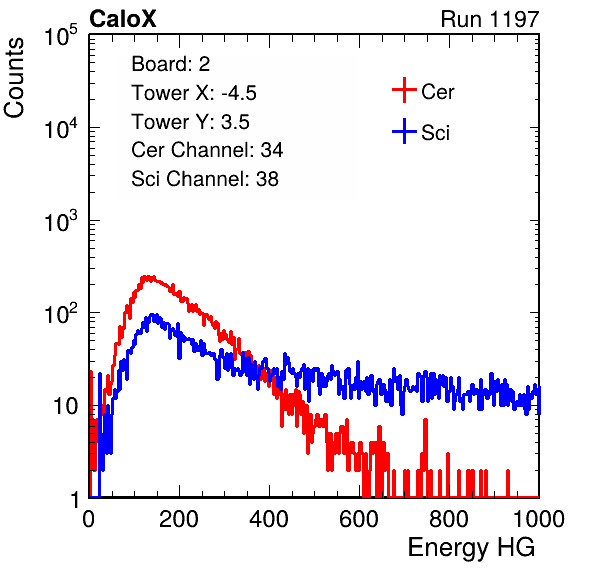 CaloX Run 1197
Counts
10^5
10^4
10^3
10^2
10
1
Board: 2
Tower X: -4.5
Tower Y: 3.5
Cer Channel: 34
Sci Channel: 38
Cer
Sci
0 200 400 600 800 1000
Energy HG